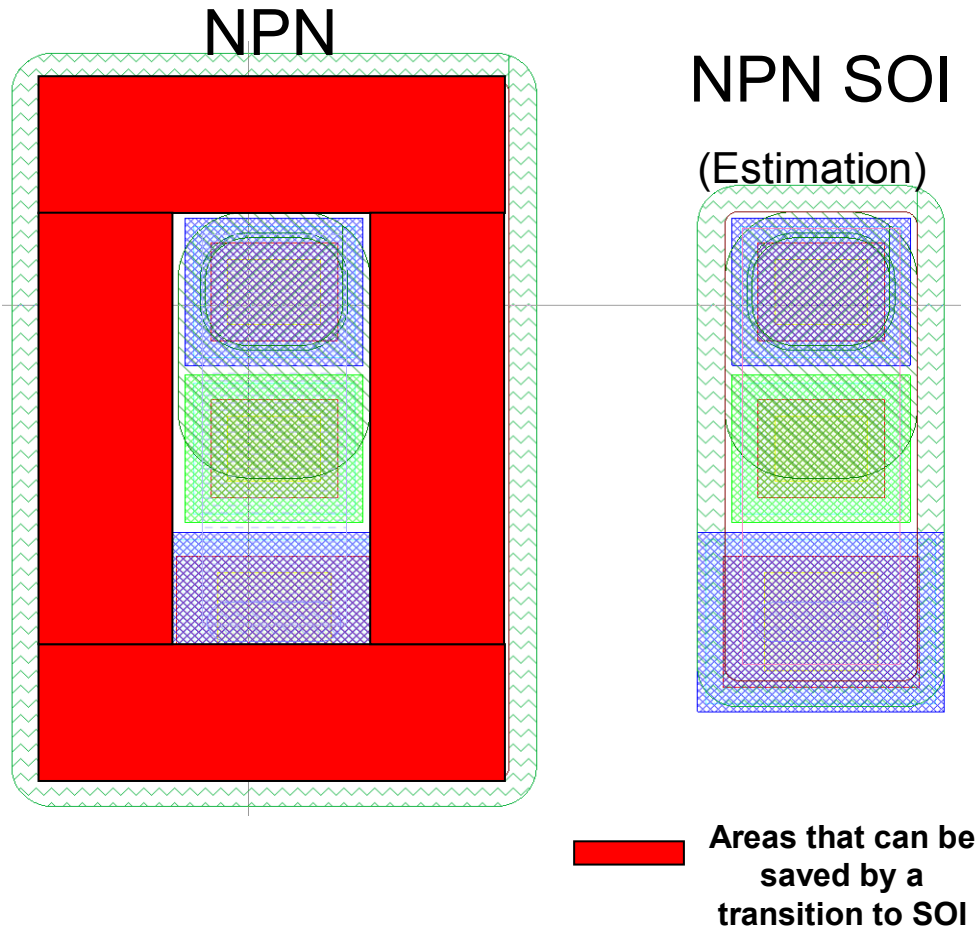 NPN
NPN SOI
(Estimation)
Areas that can be
saved by a
transition to SOI